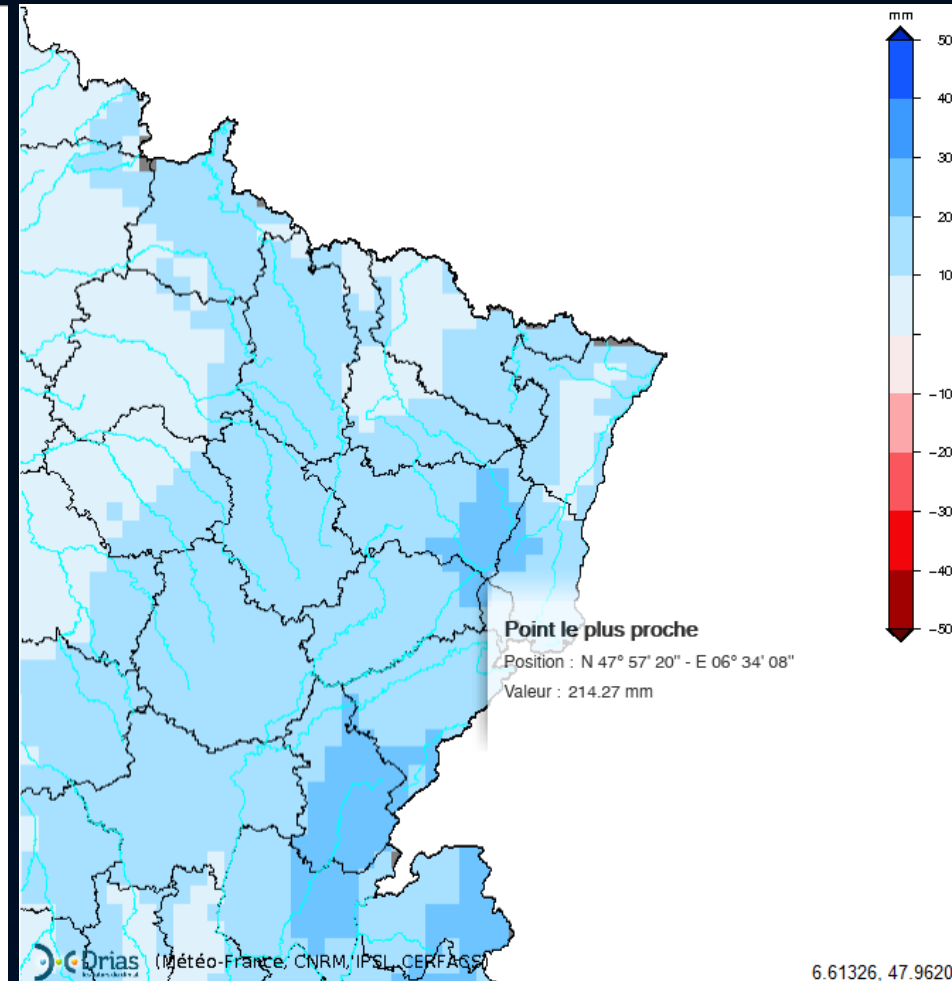 mm
50
40
30
20
10
-10
-20
-30
-40
-50
Point le plus proche
Position : N 47° 57' 20" - E 06° 34' 08"
Valeur : 214.27 mm
Drias (Météo-France, CNRM, IPSL, CERFACS)
6.61326, 47.9620